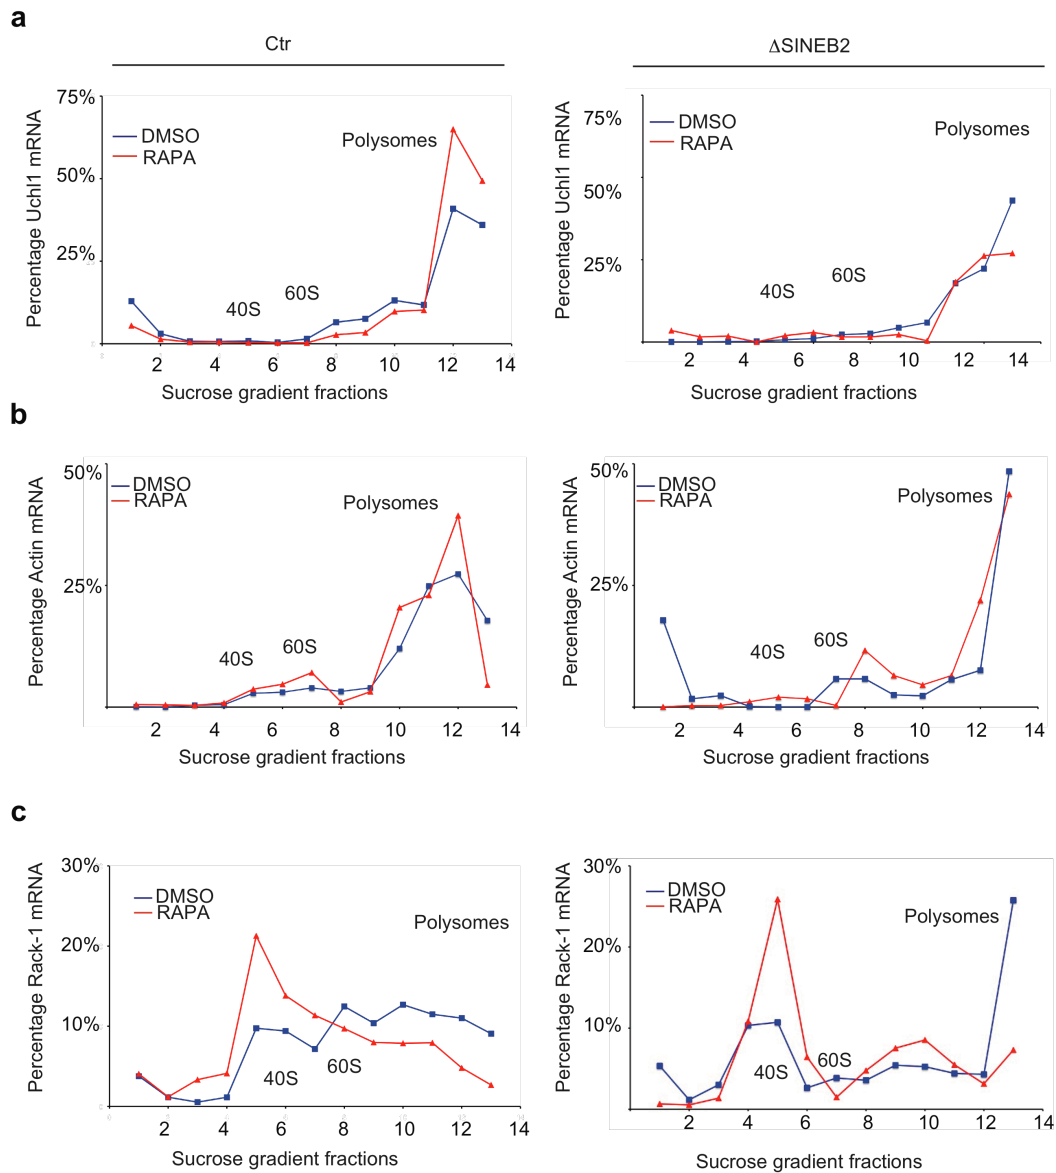 a
Ctr
ΔSINEB2
75%
50%
25%
Percentage Uchl1 mRNA
DMSO
RAPA
Polysomes
40S
60S
2 4 6 8 10 12 14
Sucrose gradient fractions
75%
50%
25%
Percentage Uchl1 mRNA
DMSO
RAPA
Polysomes
40S
60S
2 4 6 8 10 12 14
Sucrose gradient fractions
b
50%
25%
Percentage Actin mRNA
DMSO
RAPA
Polysomes
40S
60S
2 4 6 8 10 12 14
Sucrose gradient fractions
50%
25%
Percentage Actin mRNA
DMSO
RAPA
Polysomes
40S
60S
2 4 6 8 10 12 14
Sucrose gradient fractions
c
30%
20%
10%
Percentage Rack-1 mRNA
DMSO
RAPA
Polysomes
40S
60S
2 4 6 8 10 12 14
Sucrose gradient fractions
30%
20%
10%
Percentage Rack-1 mRNA
DMSO
RAPA
Polysomes
40S
60S
2 4 6 8 10 12 14
Sucrose gradient fractions